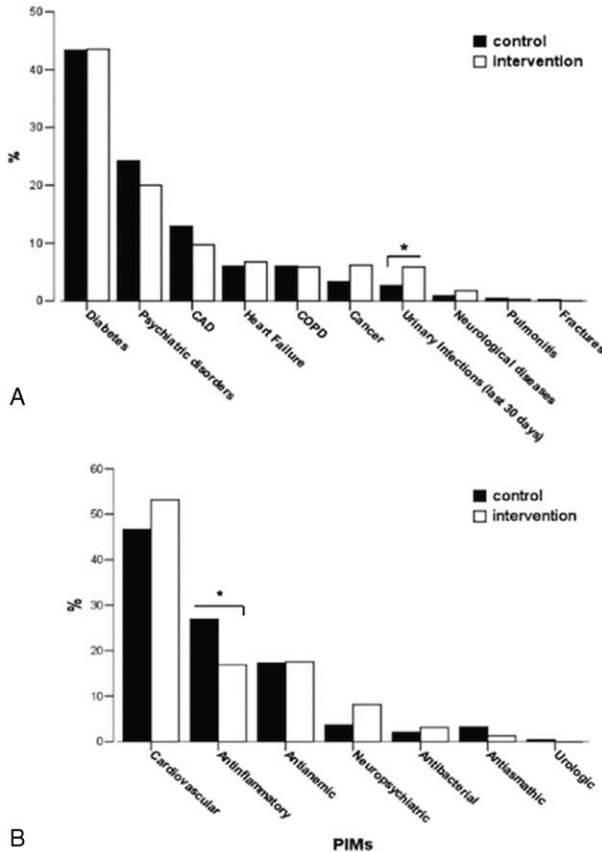 50
40
30
20
10
0
%
control
intervention
*
Diabetes
Psychiatric disorders
CAD
Heart Failure
COPD
Cancer
Urinary Infections (last 30 days)
Neurological diseases
Pulmonitis
Fractures
A
60
50
40
30
20
10
0
%
control
intervention
*
Cardiovascular
Antinflammatory
Antianemic
Neuropsychiatric
Antibacterial
Antiasmathic
Urologic
B
PIMs